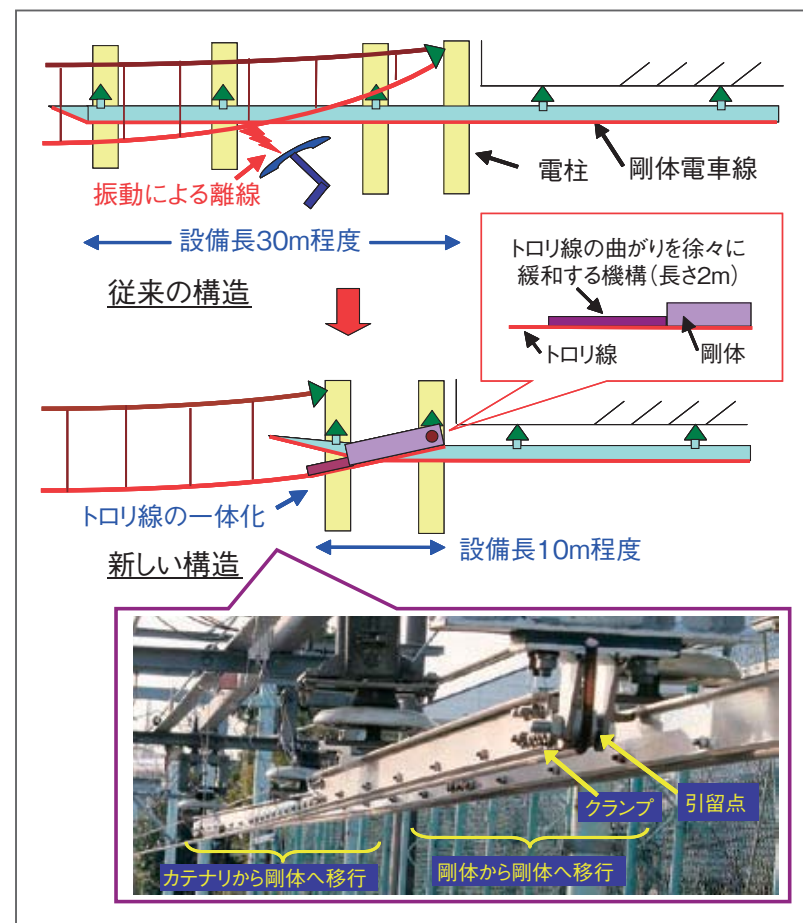 電柱
剛体電車線
振動による離線
設備長30m程度
従来の構造
トロリ線の曲がりを徐々に
緩和する機構（長さ2m）
トロリ線
剛体
トロリ線の一体化
設備長10m程度
新しい構造
クランプ
引留点
カテナリから剛体へ移行
剛体から剛体へ移行